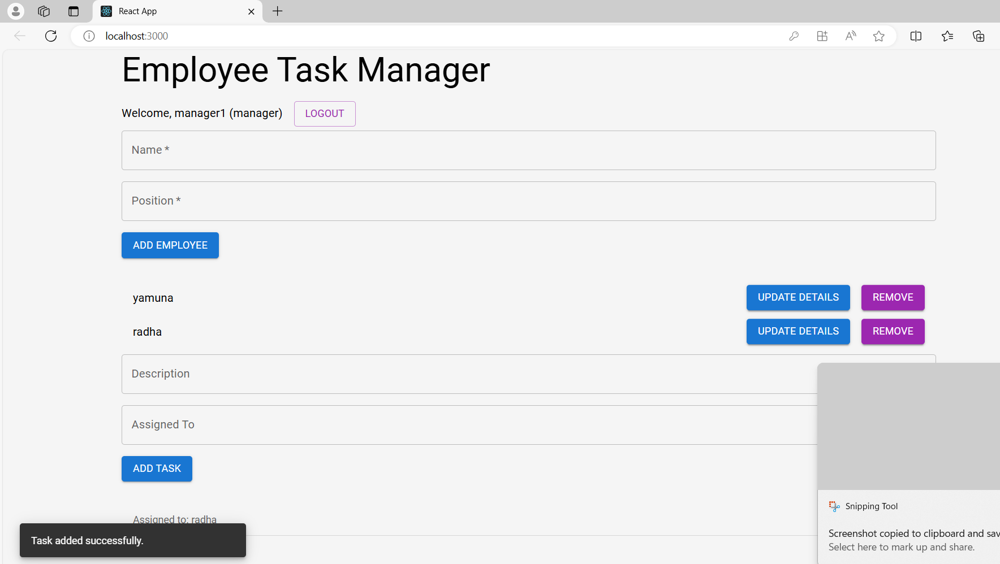 React App
localhost:3000
Employee Task Manager
Welcome, manager1 (manager) LOGOUT
Name *
Position *
ADD EMPLOYEE
yamuna UPDATE DETAILS REMOVE
radha UPDATE DETAILS REMOVE
Description
Assigned To
ADD TASK
Assigned to: radha
Task added successfully.
Snipping Tool
Screenshot copied to clipboard and sav
Select here to mark up and share.